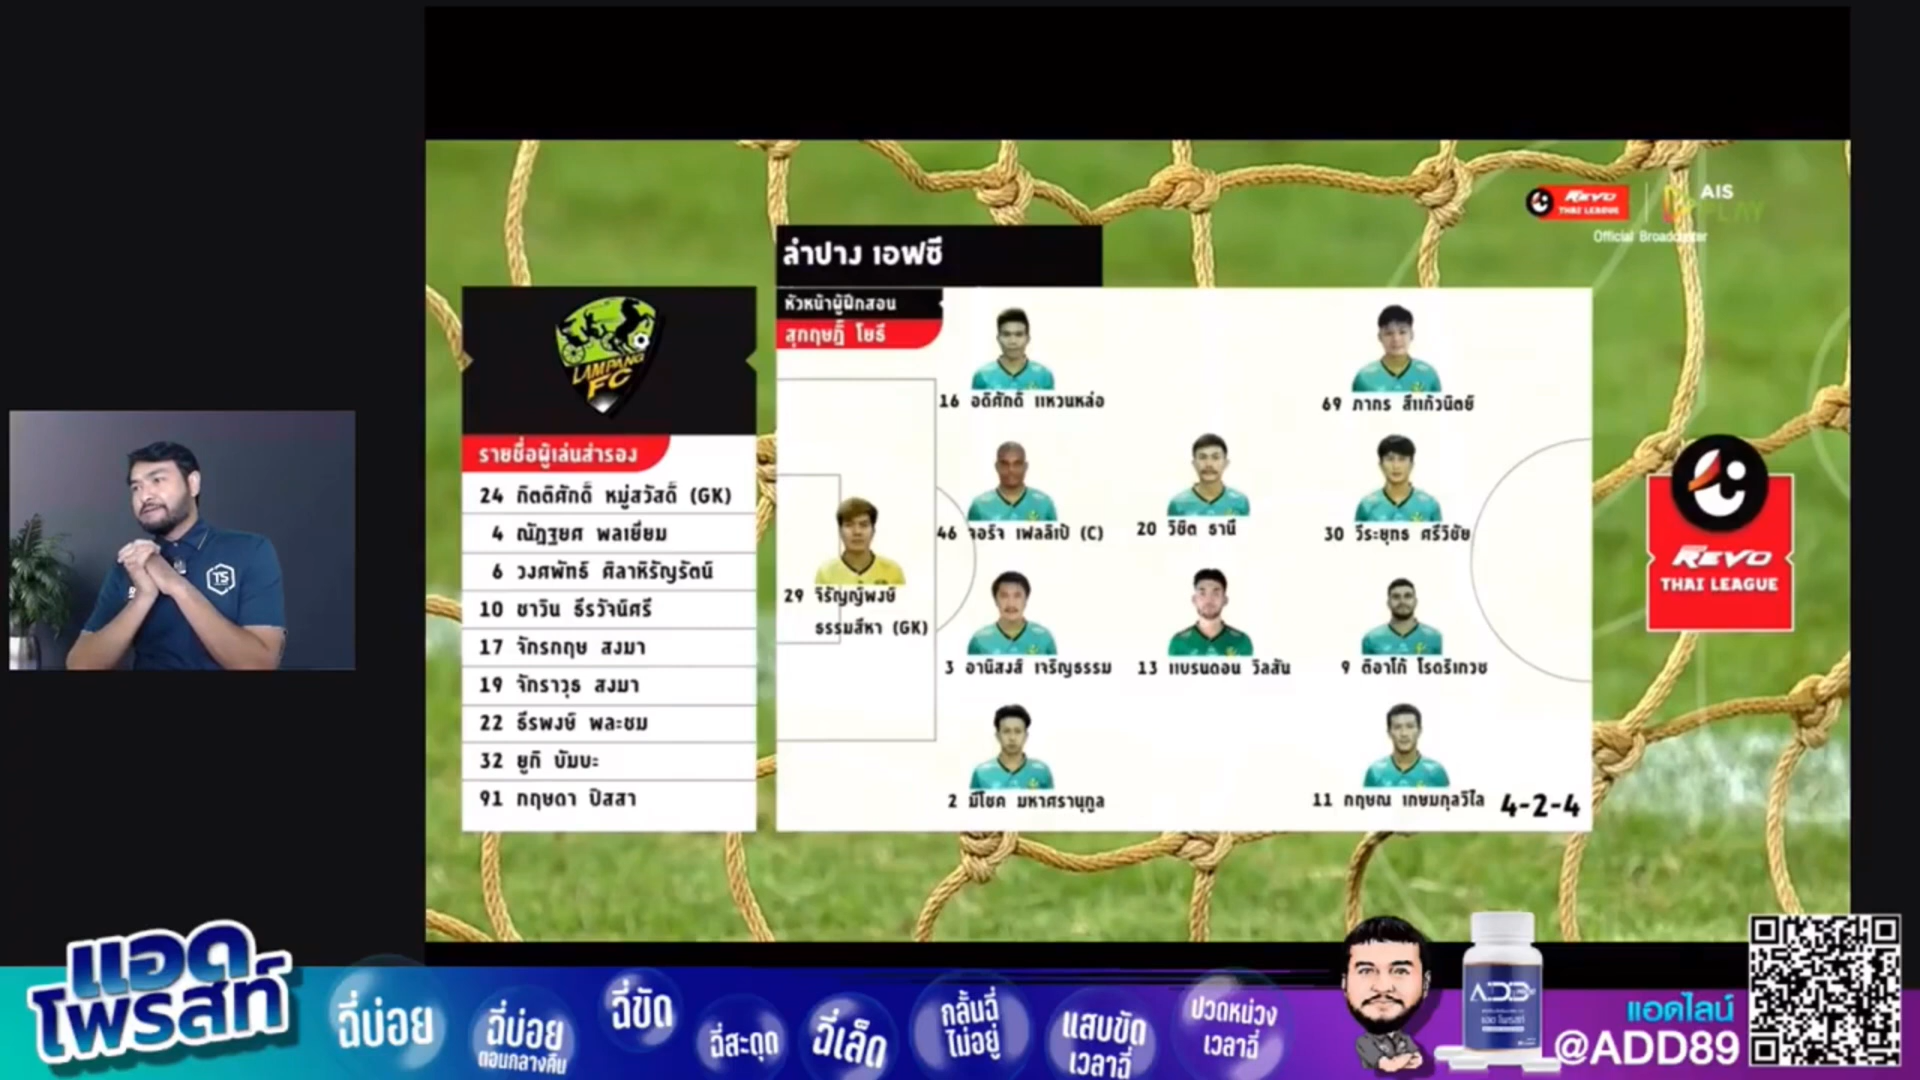 REVO
THAI LEAGUE
AIS
PLAY
Official Broadcaster
ลำปาง เอฟซี
หัวหน้าผู้ฝึกสอน
สุกฤษฎิ์ โยธี
LAMPANG
FC
รายชื่อผู้เล่นสำรอง
24 กิตติศักดิ์ หมู่สวัสดิ์ (GK)
4 ณัฏฐยศ พลเยี่ยม
6 วงศพัทธ์ ศิลาหิรัญรัตน์
10 ชาวิน ธีรวัจน์ศรี
17 จักรกฤษ สงมา
19 จักราวุธ สงมา
22 ธีรพงษ์ พละชม
32 ยูกิ บัมบะ
91 กฤษดา ปิสสา
16 อดิศักดิ์ แหวนหล่อ
69 ภากร สีแก้วนิตย์
46 จอร์จ เฟลลิเป้ (C)
20 วิชิต ธานี
30 วีระยุทธ ศรีวิชัย
29 จิรัญญ์พงษ์
ธรรมสีหา (GK)
3 อานิสงส์ เจริญธรรม
13 แบรนดอน วิลสัน
9 ดิอาโก้ โรดริเกวซ
2 มีโชค มหาศรานุกูล
11 กฤษณ เกษมกุลวิไล
4-2-4
REVO
THAI LEAGUE
TS
แอด
โพรสท์
ฉี่บ่อย
ฉี่บ่อย
ตอนกลางคืน
ฉี่ขัด
ฉี่สะดุด
ฉี่เล็ด
กลั้นฉี่
ไม่อยู่
แสบขัด
เวลาฉี่
ปวดหน่วง
เวลาฉี่
ADB
แอด โพรสท์
แอดไลน์
@ADD89